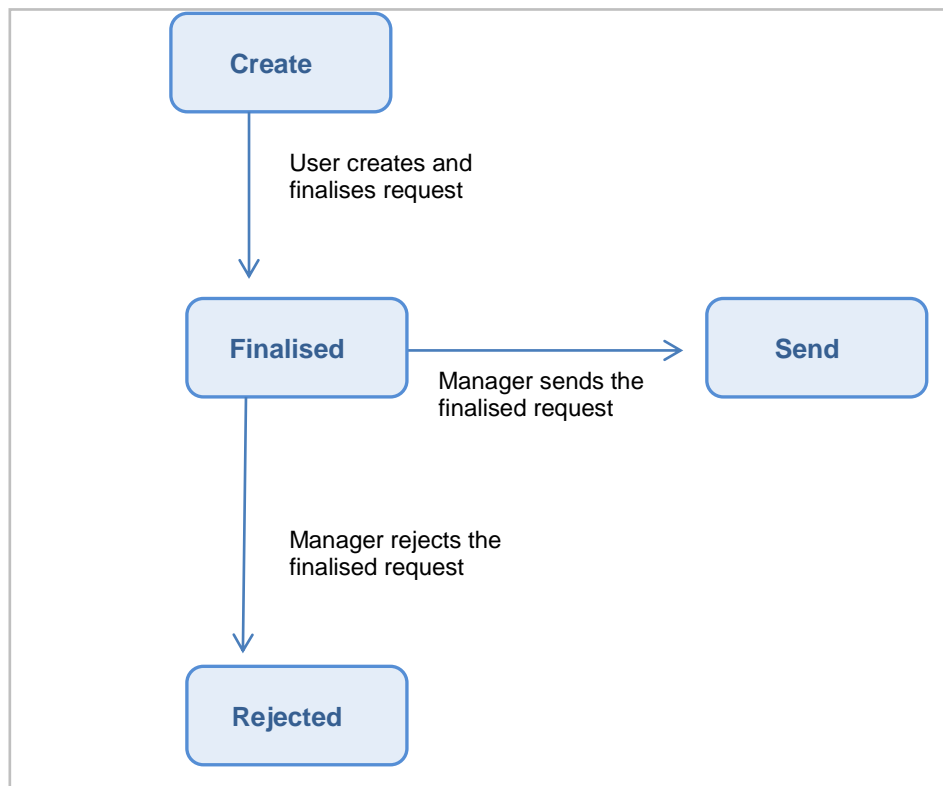 Create
User creates and
finalises request
Finalised
Send
Manager sends the
finalised request
Manager rejects the
finalised request
Rejected